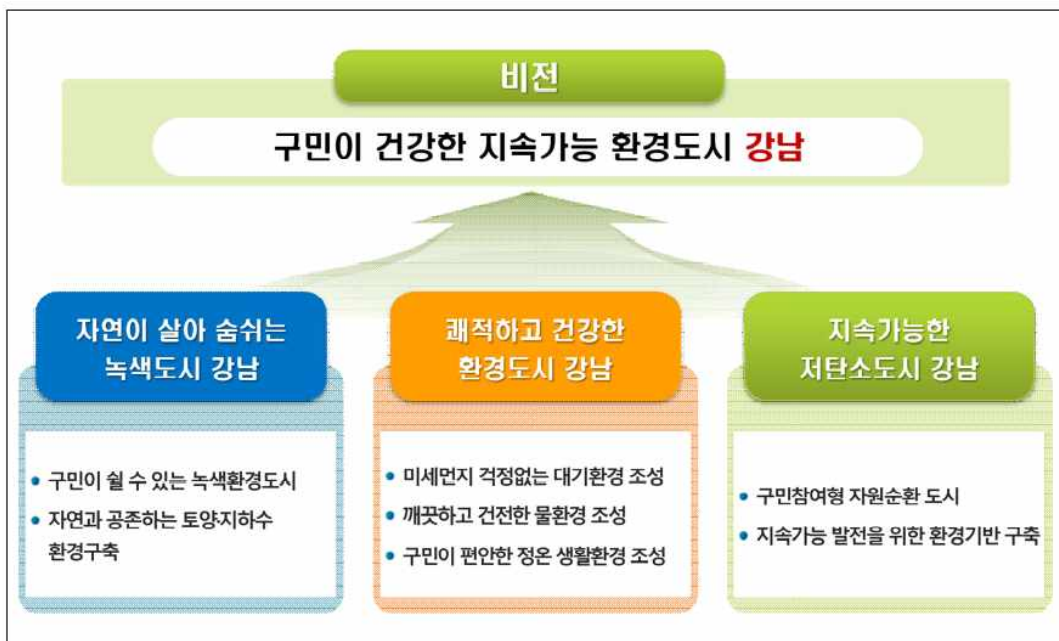 비전
구민이 건강한 지속가능 환경도시 강남
자연이 살아 숨쉬는
녹색도시 강남
• 구민이 쉴 수 있는 녹색환경도시
• 자연과 공존하는 토양·지하수
환경구축
쾌적하고 건강한
환경도시 강남
• 미세먼지 걱정없는 대기환경 조성
• 깨끗하고 건전한 물환경 조성
• 구민이 편안한 정온 생활환경 조성
지속가능한
저탄소도시 강남
• 구민참여형 자원순환 도시
• 지속가능 발전을 위한 환경기반 구축